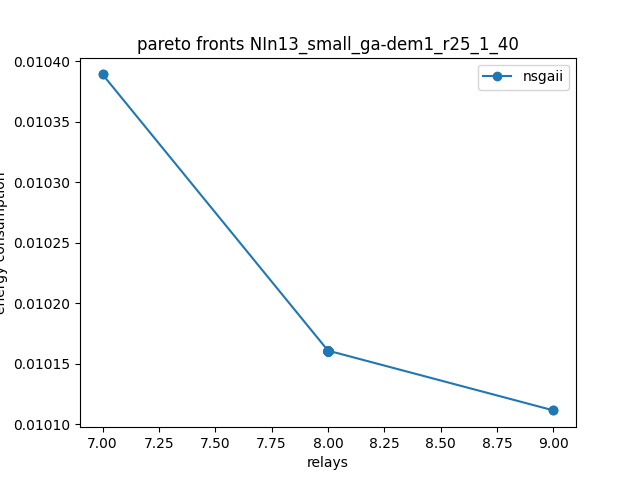 pareto fronts NIn13_small_ga-dem1_r25_1_40
nsgaii
0.01040
0.01035
0.01030
0.01025
0.01020
0.01015
0.01010
energy consumption
7.00 7.25 7.50 7.75 8.00 8.25 8.50 8.75 9.00
relays